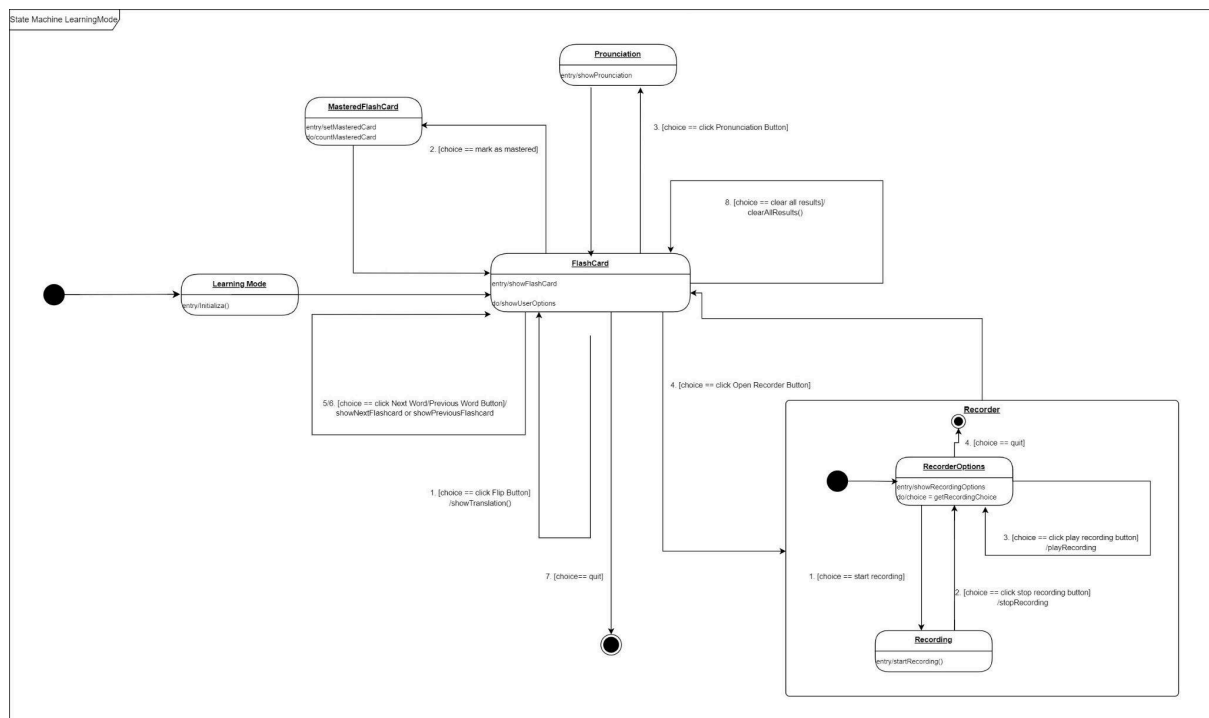 State Machine LearningMode
Prounciation
entry/showProunciation
MasteredFlashCard
entry/setMasteredCard
do/countMasteredCard
2. [choice == mark as mastered]
3. [choice == click Pronunciation Button]
8. [choice == clear all results]/
clearAllResults()
FlashCard
entry/showFlashCard
do/showUserOptions
Learning Mode
entry/Initializa()
5/6. [choice == click Next Word/Previous Word Button]/
showNextFlashcard or showPreviousFlashcard
4. [choice == click Open Recorder Button]
1. [choice == click Flip Button]
/showTranslation()
7. [choice== quit]
Recorder
4. [choice == quit]
RecorderOptions
entry/showRecordingOptions
do/choice = getRecordingChoice
3. [choice == click play recording button]
/playRecording
1. [choice == start recording]
2. [choice == click stop recording button]
/stopRecording
Recording
entry/startRecording()